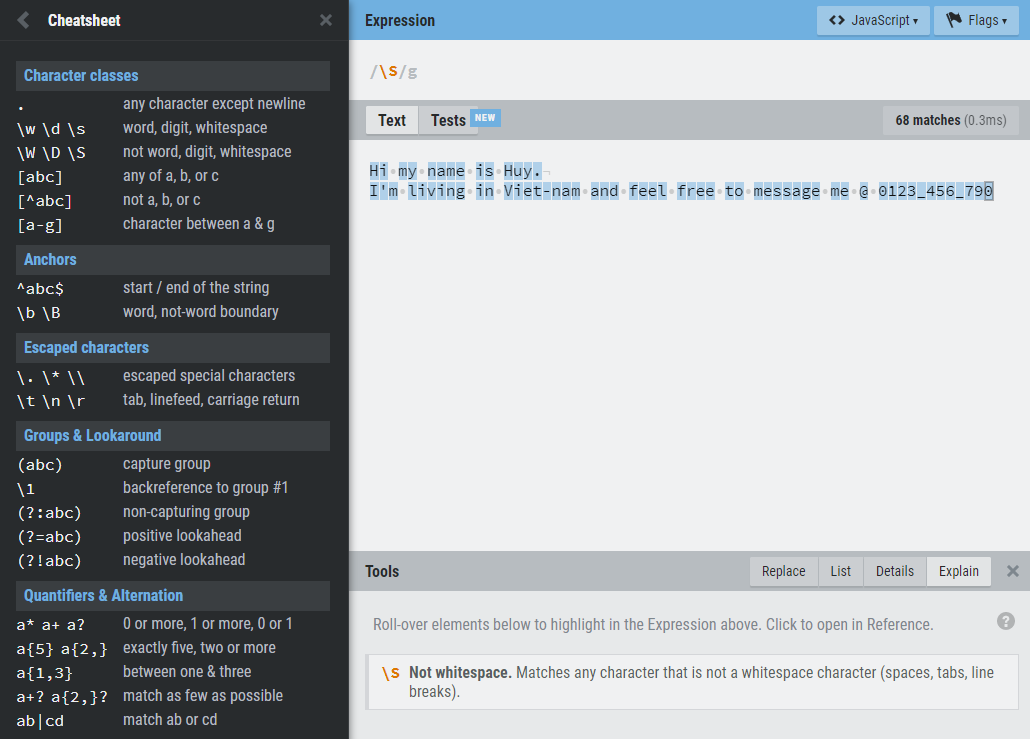 Cheatsheet
Character classes
. any character except newline
\w \d \s word, digit, whitespace
\W \D \S not word, digit, whitespace
[abc] any of a, b, or c
[^abc] not a, b, or c
[a-g] character between a & g
Anchors
^abc$ start / end of the string
\b \B word, not-word boundary
Escaped characters
\. \* \\ escaped special characters
\t \n \r tab, linefeed, carriage return
Groups & Lookaround
(abc) capture group
\1 backreference to group #1
(?:abc) non-capturing group
(?=abc) positive lookahead
(?!abc) negative lookahead
Quantifiers & Alternation
a* a+ a? 0 or more, 1 or more, 0 or 1
a{5} a{2,} exactly five, two or more
a{1,3} between one & three
a+? a{2,}? match as few as possible
ab|cd match ab or cd
Expression
<> JavaScript ▾ Flags ▾
/\S/g
Text Tests NEW 68 matches (0.3ms)
Hi·my·name·is·Huy.¬
I'm·living·in·Viet-nam·and·feel·free·to·message·me·@·0123_456_790
Tools Replace List Details Explain
Roll-over elements below to highlight in the Expression above. Click to open in Reference. ?
\S Not whitespace. Matches any character that is not a whitespace character (spaces, tabs, line
breaks).